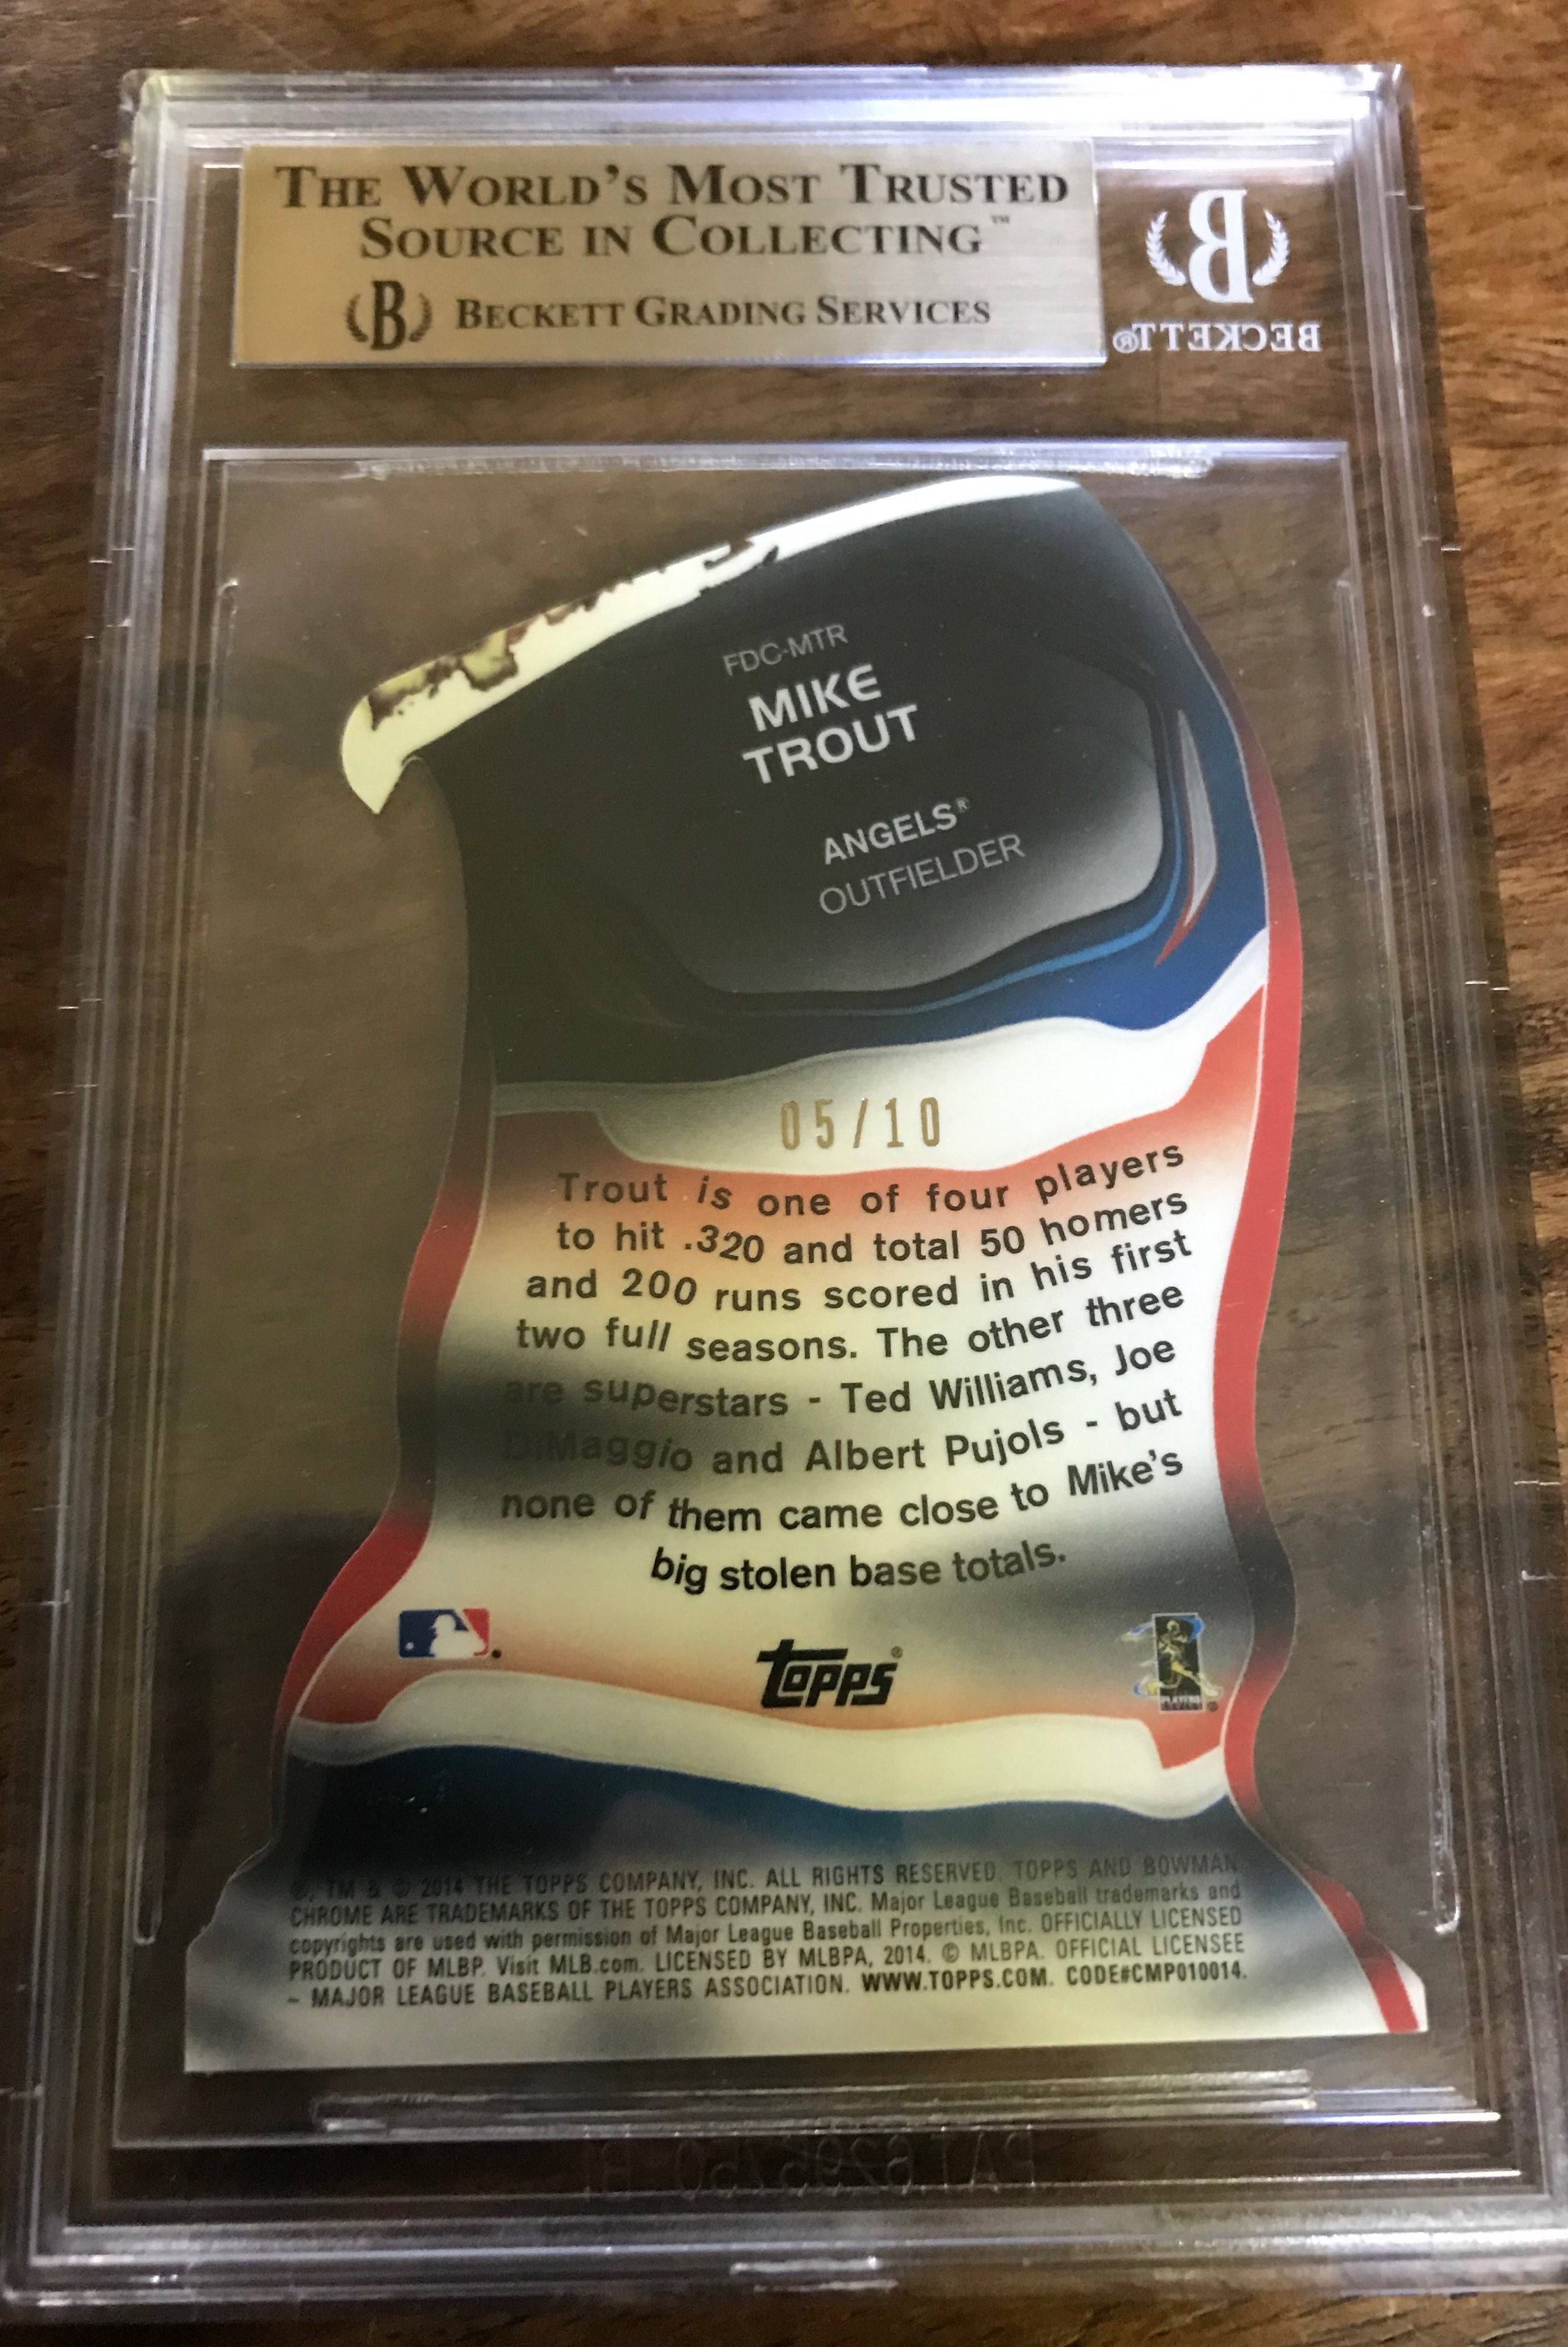 THE WORLD'S MOST TRUSTED
SOURCE IN COLLECTING™
B BECKETT GRADING SERVICES
B
BECKETT®
FDC-MTR
MIKE
TROUT
ANGELS®
OUTFIELDER
05/10
Trout is one of four players
to hit .320 and total 50 homers
and 200 runs scored in his first
two full seasons. The other three
are superstars - Ted Williams, Joe
DiMaggio and Albert Pujols - but
none of them came close to Mike's
big stolen base totals.
topps®
PLAYERS
®, TM & © 2014 THE TOPPS COMPANY, INC. ALL RIGHTS RESERVED. TOPPS AND BOWMAN
CHROME ARE TRADEMARKS OF THE TOPPS COMPANY, INC. Major League Baseball trademarks and
copyrights are used with permission of Major League Baseball Properties, Inc. OFFICIALLY LICENSED
PRODUCT OF MLBP. Visit MLB.com. LICENSED BY MLBPA, 2014. © MLBPA. OFFICIAL LICENSEE
– MAJOR LEAGUE BASEBALL PLAYERS ASSOCIATION. WWW.TOPPS.COM. CODE#CMP010014.